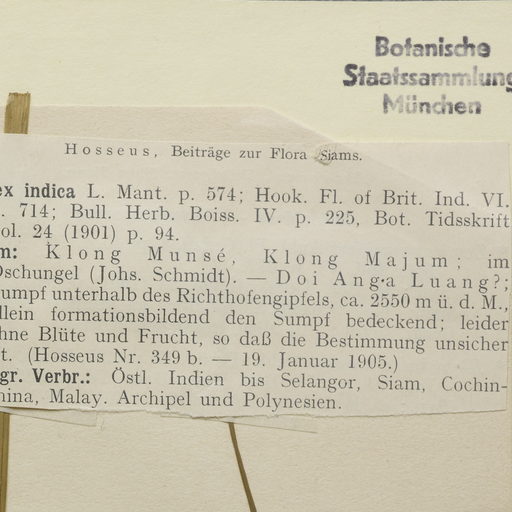 Botanische
Staatssammlung
München
Hosseus, Beiträge zur Flora Siams.
ex indica L. Mant. p. 574; Hook. Fl. of Brit. Ind. VI.
. 714; Bull. Herb. Boiss. IV. p. 225, Bot. Tidsskrift
ol. 24 (1901) p. 94.
m: Klong Munsé, Klong Majum; im
Dschungel (Johs. Schmidt). — Doi Anga Luang?;
umpf unterhalb des Richthofengipfels, ca. 2550 m ü. d. M.,
llein formationsbildend den Sumpf bedeckend; leider
hne Blüte und Frucht, so daß die Bestimmung unsicher
t. (Hosseus Nr. 349 b. — 19. Januar 1905.)
gr. Verbr.: Östl. Indien bis Selangor, Siam, Cochin-
hina, Malay. Archipel und Polynesien.